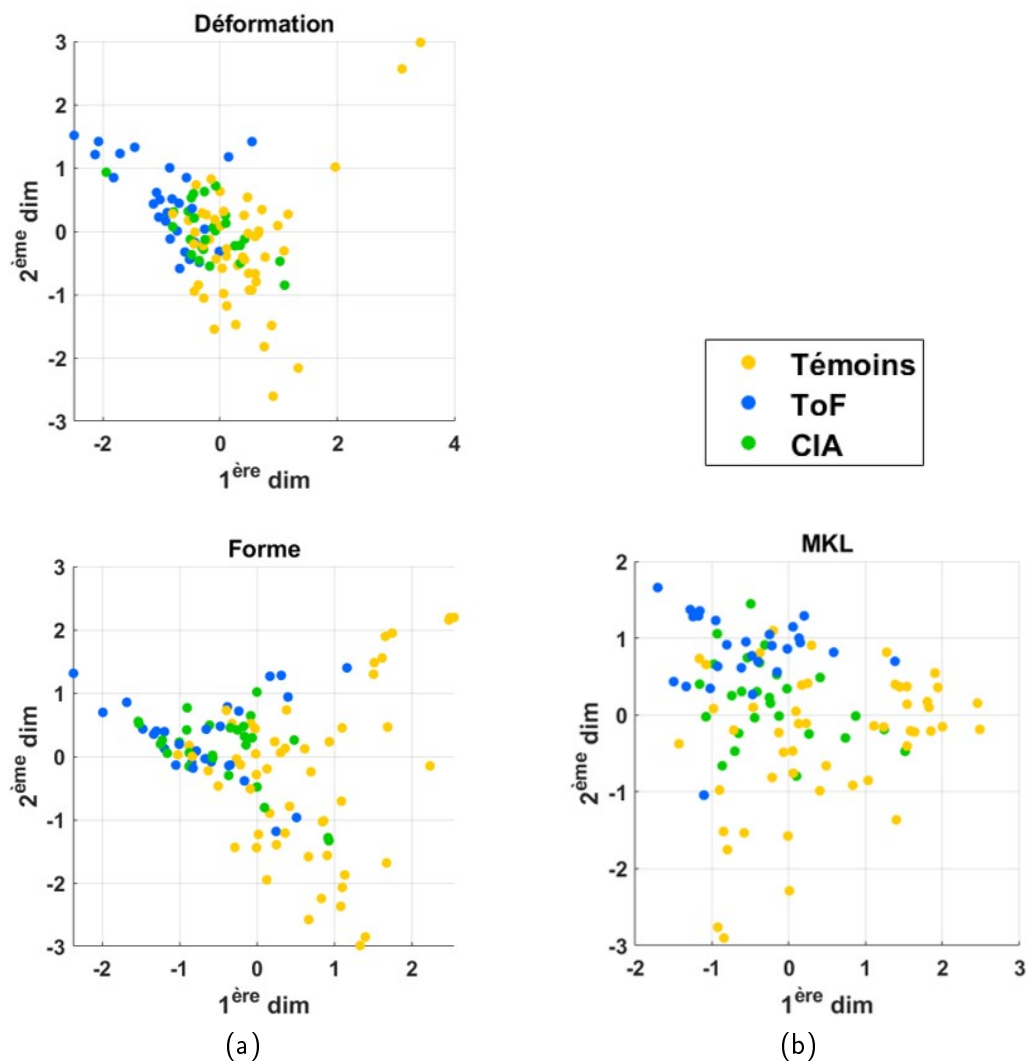 Déformation
3
2
1
0
-1
-2
-3
-2 0 2 4
2ème dim
1ère dim
Témoins
ToF
CIA
Forme
3
2
1
0
-1
-2
-3
-2 -1 0 1 2
2ème dim
1ère dim
(a)
MKL
2
1
0
-1
-2
-3
-2 -1 0 1 2 3
2ème dim
1ère dim
(b)